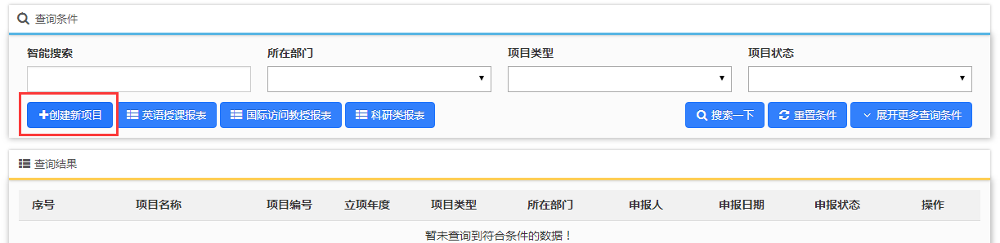 查询条件
智能搜索 所在部门 项目类型 项目状态
创建新项目 英语授课报表 国际访问教授报表 科研类报表 搜索一下 重置条件 展开更多查询条件
查询结果
序号 项目名称 项目编号 立项年度 项目类型 所在部门 申报人 申报日期 申报状态 操作
暂未查询到符合条件的数据！